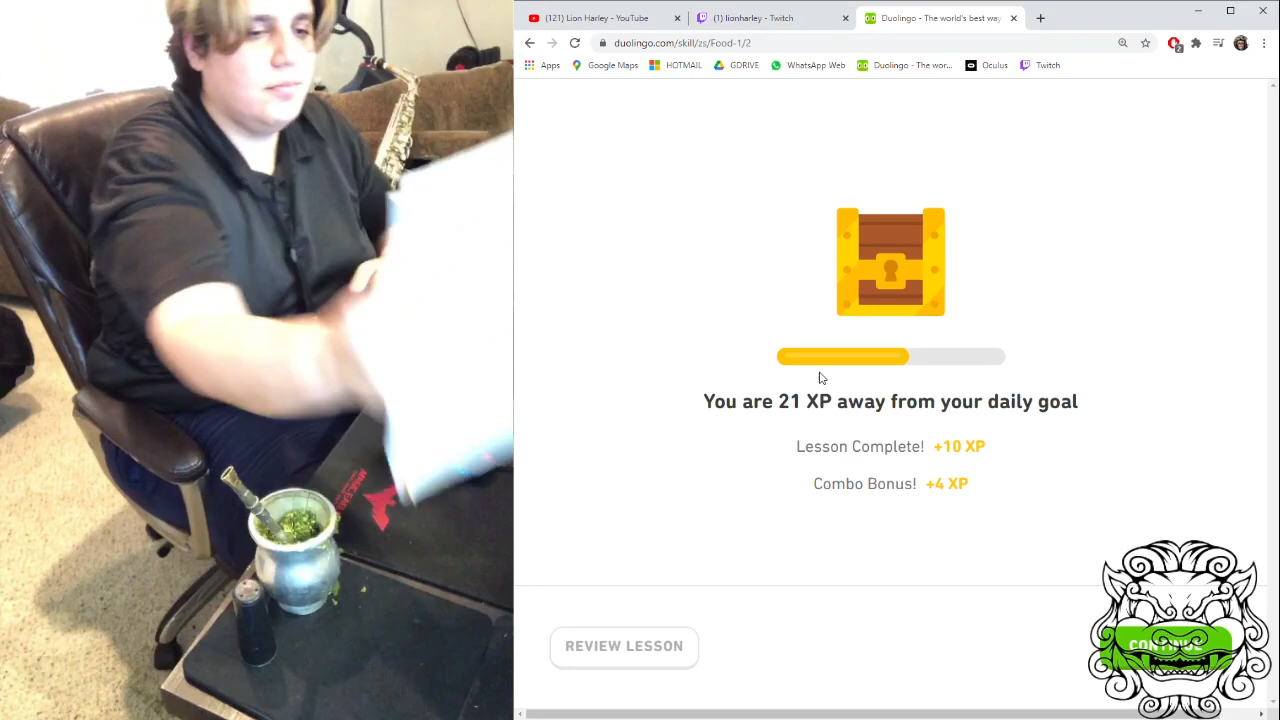 (121) Lion Harley - YouTube
(1) lionharley - Twitch
Duolingo - The world's best way
duolingo.com/skill/zs/Food-1/2
Apps
Google Maps
HOTMAIL
GDRIVE
WhatsApp Web
Duolingo - The wor...
Oculus
Twitch
You are 21 XP away from your daily goal
Lesson Complete! +10 XP
Combo Bonus! +4 XP
REVIEW LESSON
CONTINUE